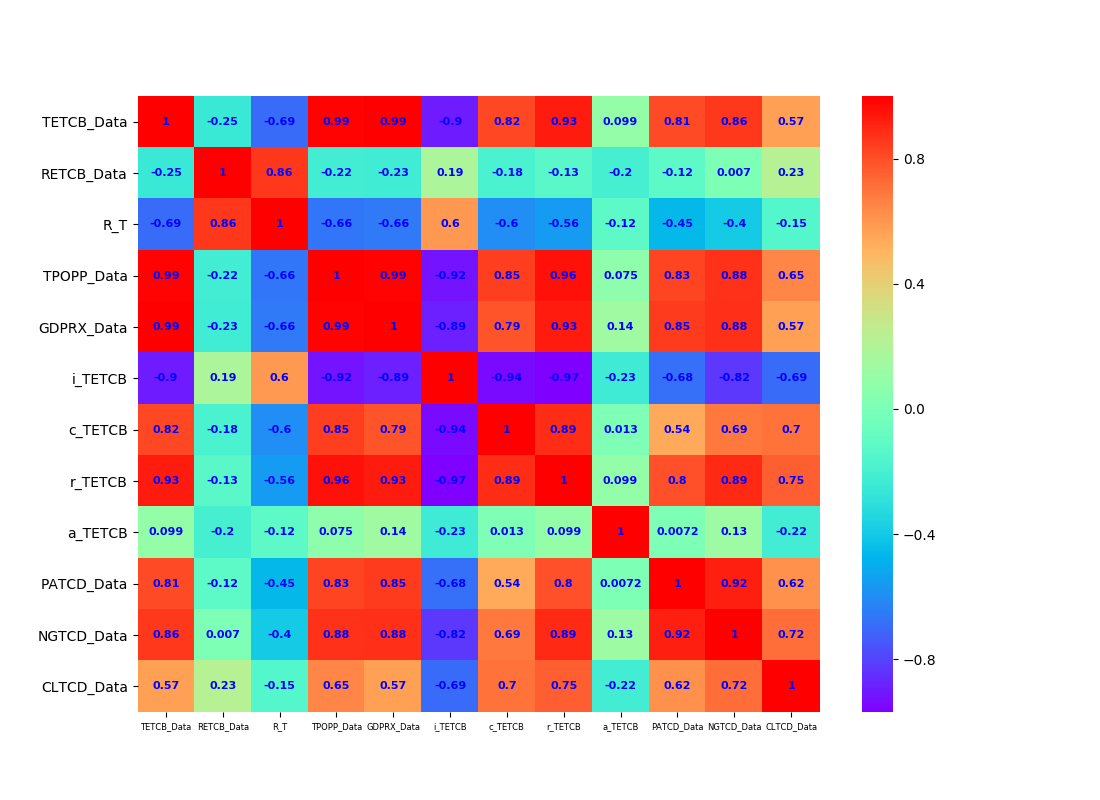 TETCB_Data 1 -0.25 -0.69 0.99 0.99 -0.9 0.82 0.93 0.099 0.81 0.86 0.57
RETCB_Data -0.25 1 0.86 -0.22 -0.23 0.19 -0.18 -0.13 -0.2 -0.12 0.007 0.23
R_T -0.69 0.86 1 -0.66 -0.66 0.6 -0.6 -0.56 -0.12 -0.45 -0.4 -0.15
TPOPP_Data 0.99 -0.22 -0.66 1 0.99 -0.92 0.85 0.96 0.075 0.83 0.88 0.65
GDPRX_Data 0.99 -0.23 -0.66 0.99 1 -0.89 0.79 0.93 0.14 0.85 0.88 0.57
i_TETCB -0.9 0.19 0.6 -0.92 -0.89 1 -0.94 -0.97 -0.23 -0.68 -0.82 -0.69
c_TETCB 0.82 -0.18 -0.6 0.85 0.79 -0.94 1 0.89 0.013 0.54 0.69 0.7
r_TETCB 0.93 -0.13 -0.56 0.96 0.93 -0.97 0.89 1 0.099 0.8 0.89 0.75
a_TETCB 0.099 -0.2 -0.12 0.075 0.14 -0.23 0.013 0.099 1 0.0072 0.13 -0.22
PATCD_Data 0.81 -0.12 -0.45 0.83 0.85 -0.68 0.54 0.8 0.0072 1 0.92 0.62
NGTCD_Data 0.86 0.007 -0.4 0.88 0.88 -0.82 0.69 0.89 0.13 0.92 1 0.72
CLTCD_Data 0.57 0.23 -0.15 0.65 0.57 -0.69 0.7 0.75 -0.22 0.62 0.72 1
TETCB_Data RETCB_Data R_T TPOPP_Data GDPRX_Data i_TETCB c_TETCB r_TETCB a_TETCB PATCD_Data NGTCD_Data CLTCD_Data
0.8
0.4
0.0
−0.4
−0.8